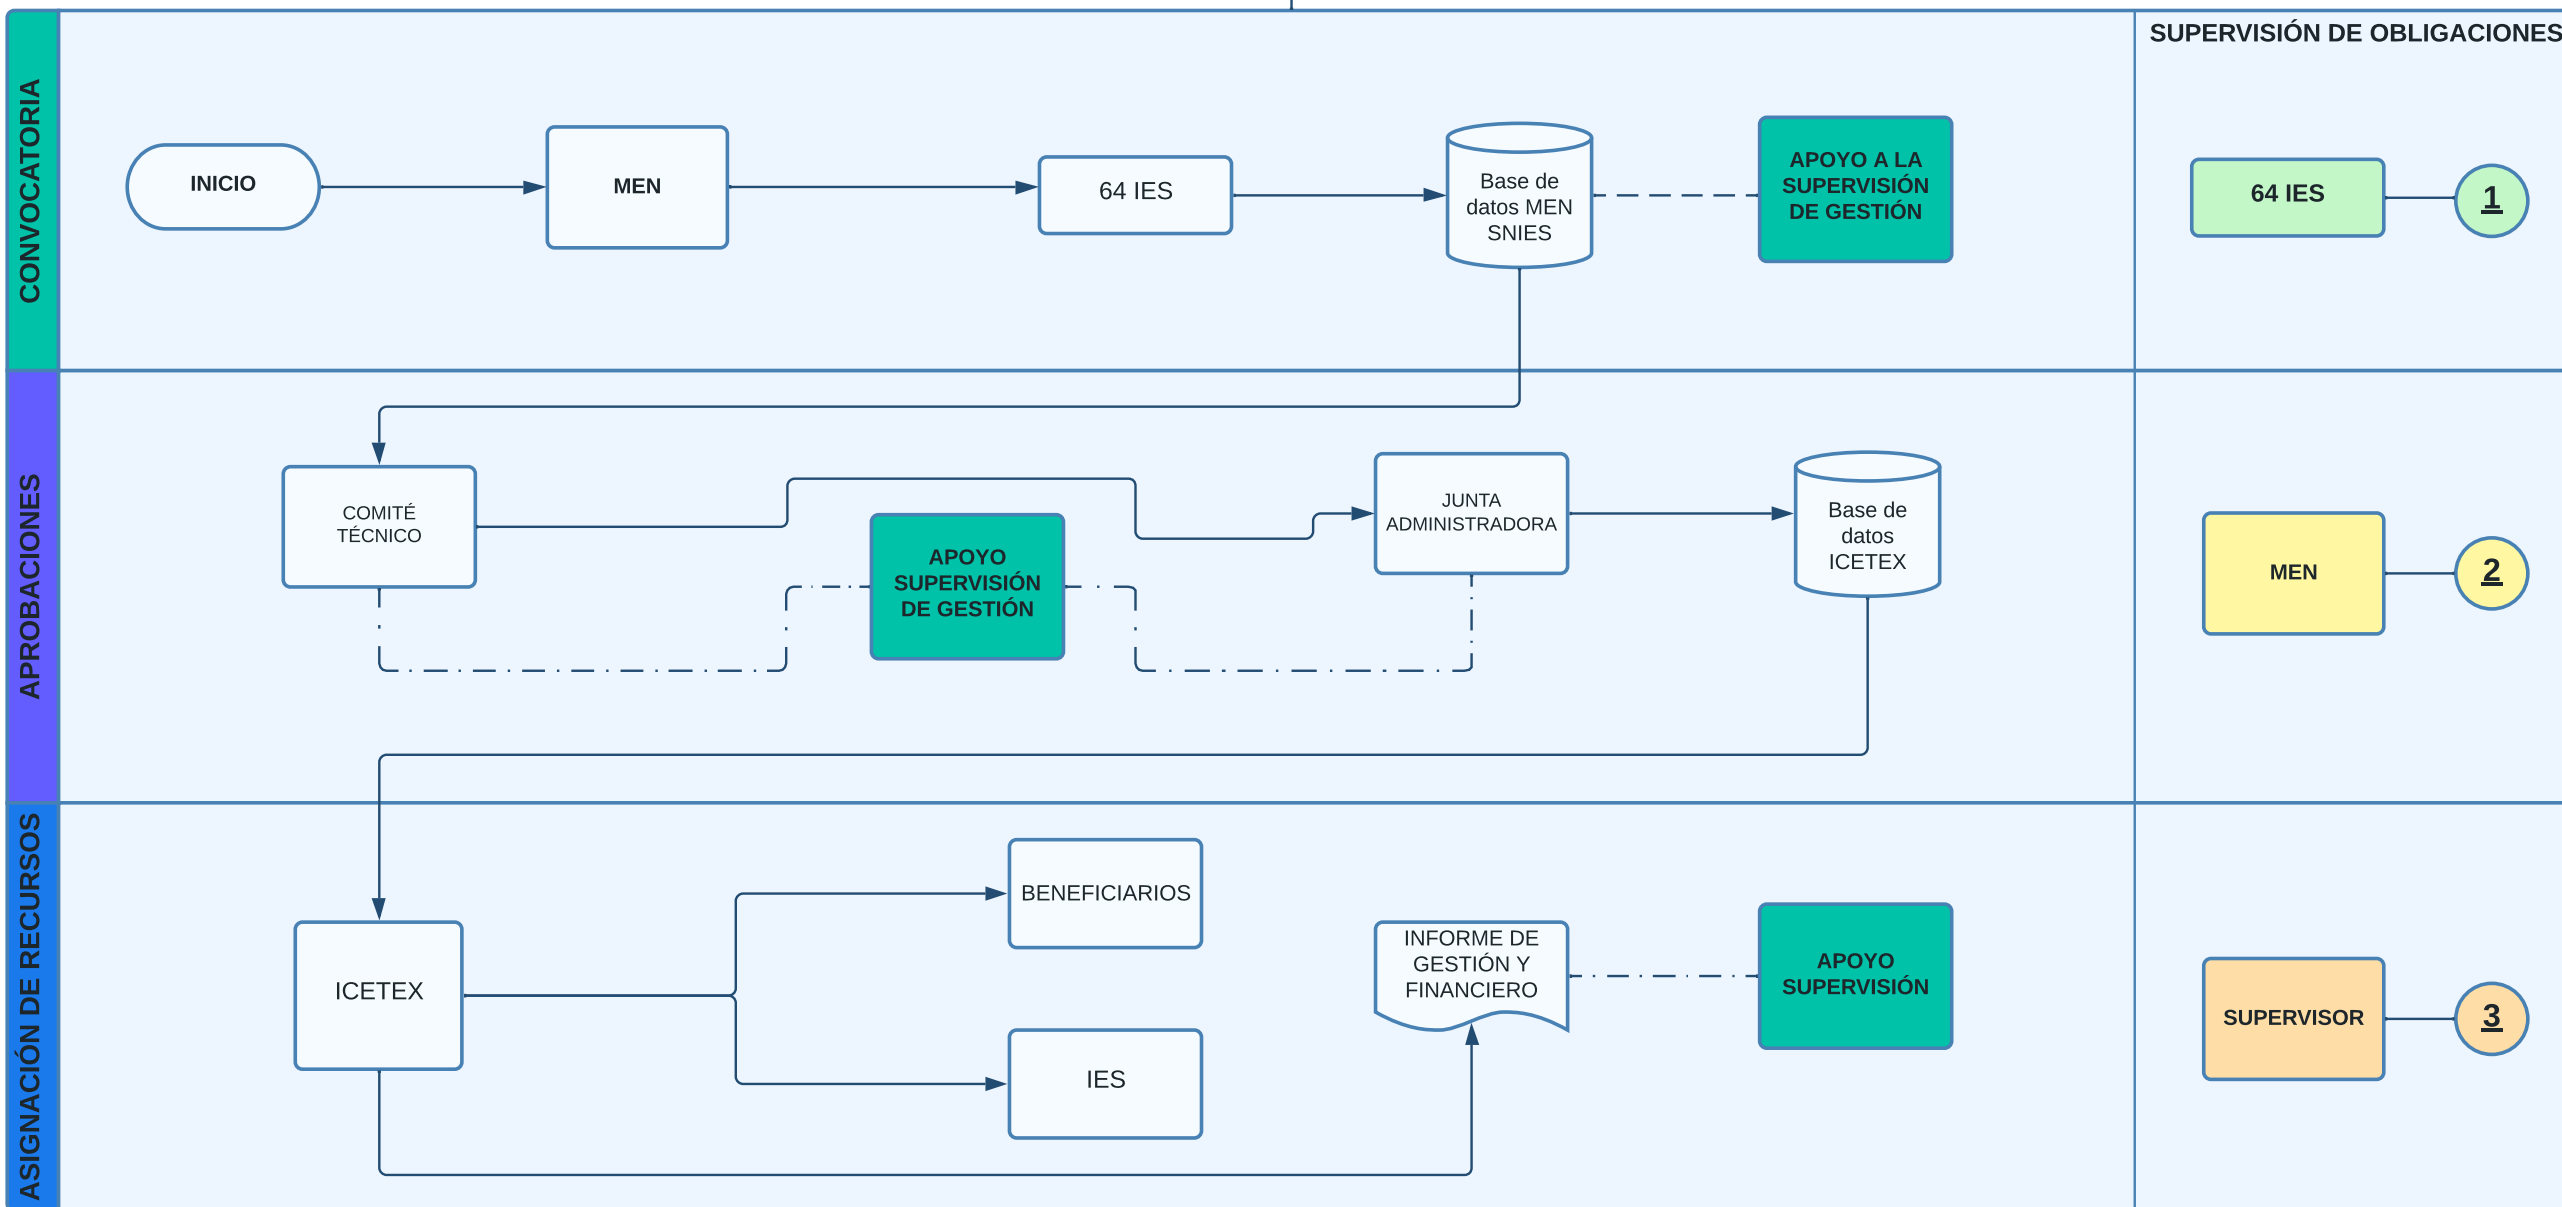 SUPERVISIÓN DE OBLIGACIONES
CONVOCATORIA
INICIO
MEN
64 IES
Base de
datos MEN
SNIES
APOYO A LA
SUPERVISIÓN
DE GESTIÓN
64 IES
1
APROBACIONES
COMITÉ
TÉCNICO
APOYO
SUPERVISIÓN
DE GESTIÓN
JUNTA
ADMINISTRADORA
Base de
datos
ICETEX
MEN
2
ASIGNACIÓN DE RECURSOS
ICETEX
BENEFICIARIOS
IES
INFORME DE
GESTIÓN Y
FINANCIERO
APOYO
SUPERVISIÓN
SUPERVISOR
3